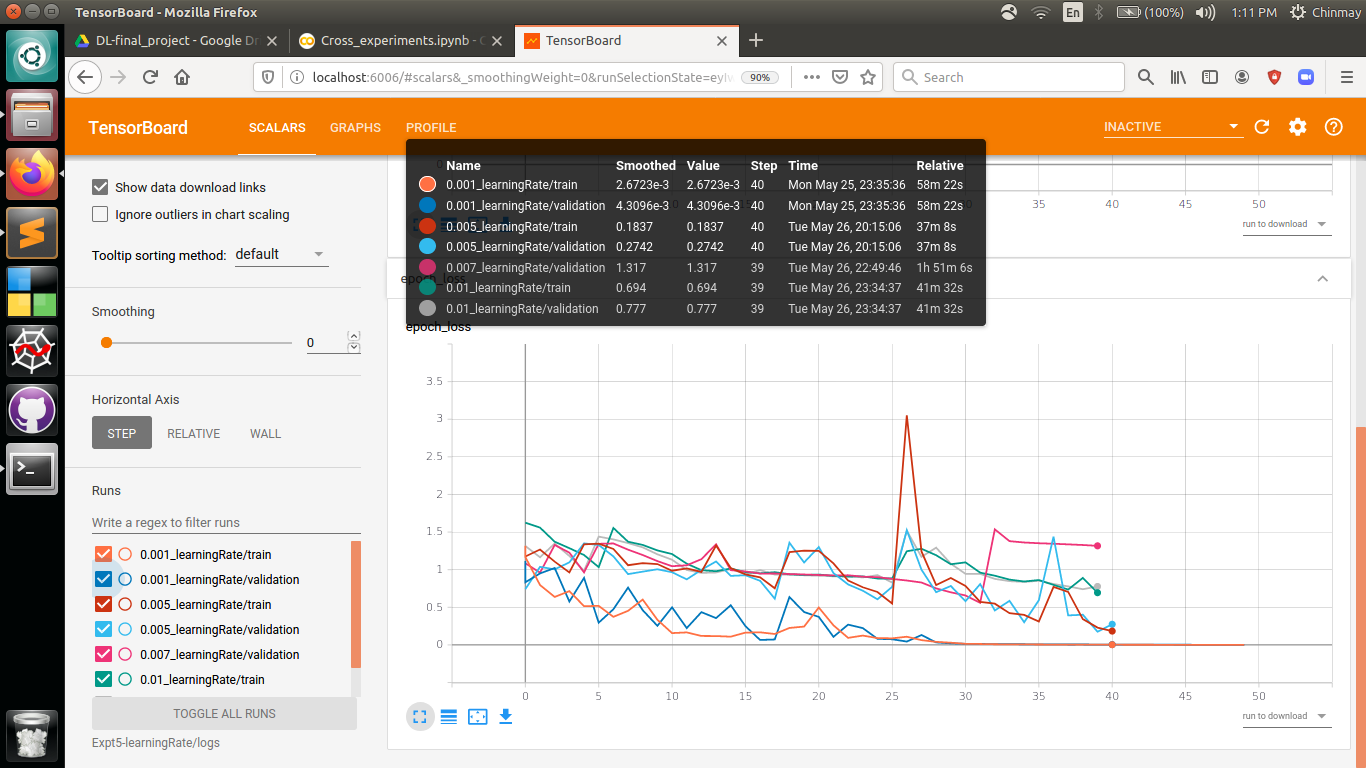 TensorBoard - Mozilla Firefox
En (100%) 1:11 PM Chinmay
DL-final_project - Google Dr
Cross_experiments.ipynb - C
TensorBoard
localhost:6006/#scalars&_smoothingWeight=0&runSelectionState=eyJw
90%
Search
TensorBoard
SCALARS
GRAPHS
PROFILE
INACTIVE
Show data download links
Ignore outliers in chart scaling
Tooltip sorting method: default
Smoothing
0
Horizontal Axis
STEP
RELATIVE
WALL
Runs
Write a regex to filter runs
0.001_learningRate/train
0.001_learningRate/validation
0.005_learningRate/train
0.005_learningRate/validation
0.007_learningRate/validation
0.01_learningRate/train
TOGGLE ALL RUNS
Expt5-learningRate/logs
Name Smoothed Value Step Time Relative
0.001_learningRate/train 2.6723e-3 2.6723e-3 40 Mon May 25, 23:35:36 58m 22s
0.001_learningRate/validation 4.3096e-3 4.3096e-3 40 Mon May 25, 23:35:36 58m 22s
0.005_learningRate/train 0.1837 0.1837 40 Tue May 26, 20:15:06 37m 8s
0.005_learningRate/validation 0.2742 0.2742 40 Tue May 26, 20:15:06 37m 8s
0.007_learningRate/validation 1.317 1.317 39 Tue May 26, 22:49:46 1h 51m 6s
0.01_learningRate/train 0.694 0.694 39 Tue May 26, 23:34:37 41m 32s
0.01_learningRate/validation 0.777 0.777 39 Tue May 26, 23:34:37 41m 32s
35 40 45 50
run to download
epoch_loss
epoch_loss
3.5
3
2.5
2
1.5
1
0.5
0
0 5 10 15 20 25 30 35 40 45 50
run to download